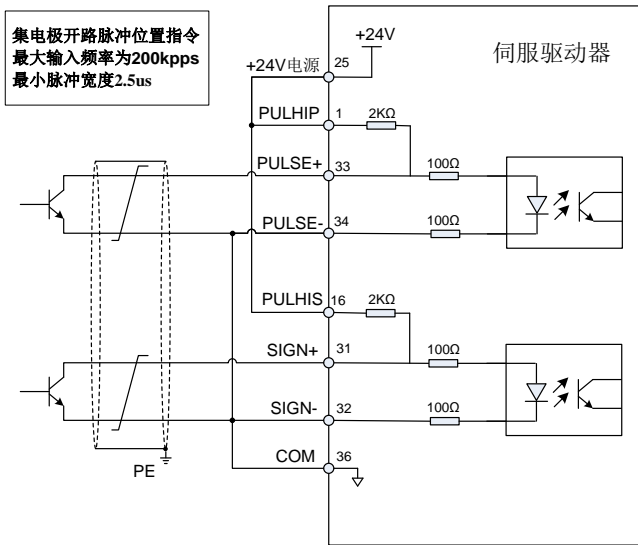 集电极开路脉冲位置指令
最大输入频率为200kpps
最小脉冲宽度2.5us
伺服驱动器
+24V
+24V电源
25
PULHIP
1
2KΩ
PULSE+
33
100Ω
PULSE-
34
100Ω
PULHIS
16
2KΩ
SIGN+
31
100Ω
SIGN-
32
100Ω
COM
36
PE